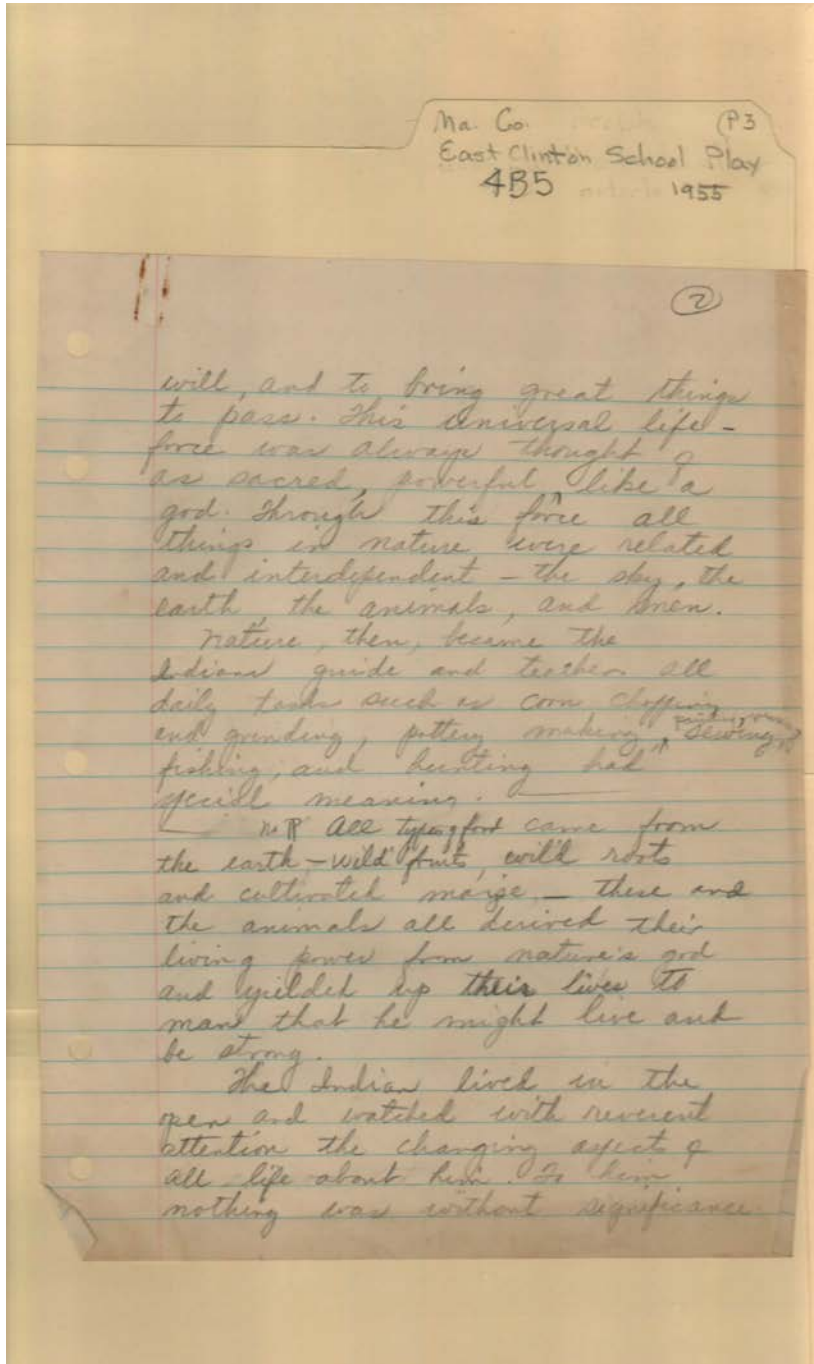 Ma. Co. P3
East Clinton School Play
4B5 1955
2
will, and to bring great things
to pass. This universal life-
force was always thought of
as sacred, powerful like a
god. Through this force all
things in nature were related
and interdependent - the sky, the
earth, the animals, and men.
Nature, then, became the
Indians guide and teacher all
daily tasks such as corn chopping
and grinding, pottery making, sewing,
fishing, and hunting had
special meaning.
No ¶ All types of food came from
the earth - wild fruits, wild roots
and cultivated maize - these and
the animals all derived their
living power from nature's god
and yielded up their lives to
man that he might live and
be strong.
The Indian lived in the
open and watched with reverent
attention the changing aspects of
all life about him. To him
nothing was without significance